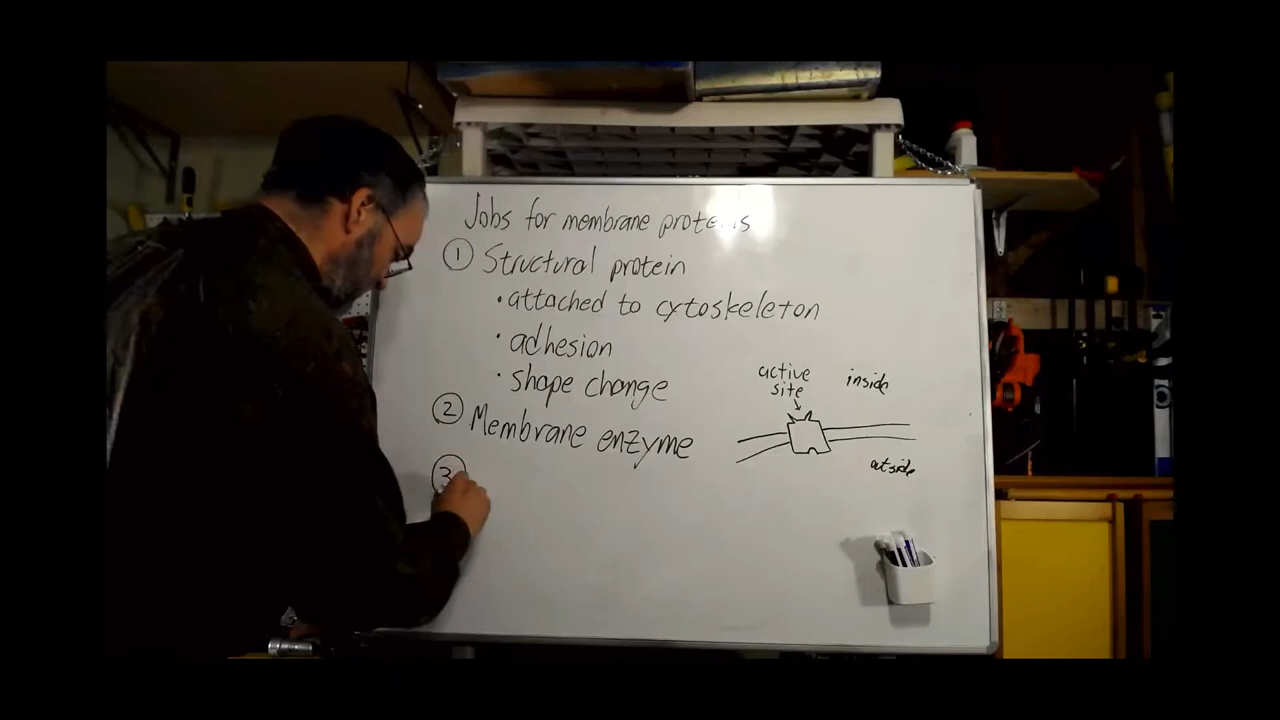 Jobs for membrane proteins
1 Structural protein
• attached to cytoskeleton
• adhesion
• shape change
active site
inside
2 Membrane enzyme
outside
3